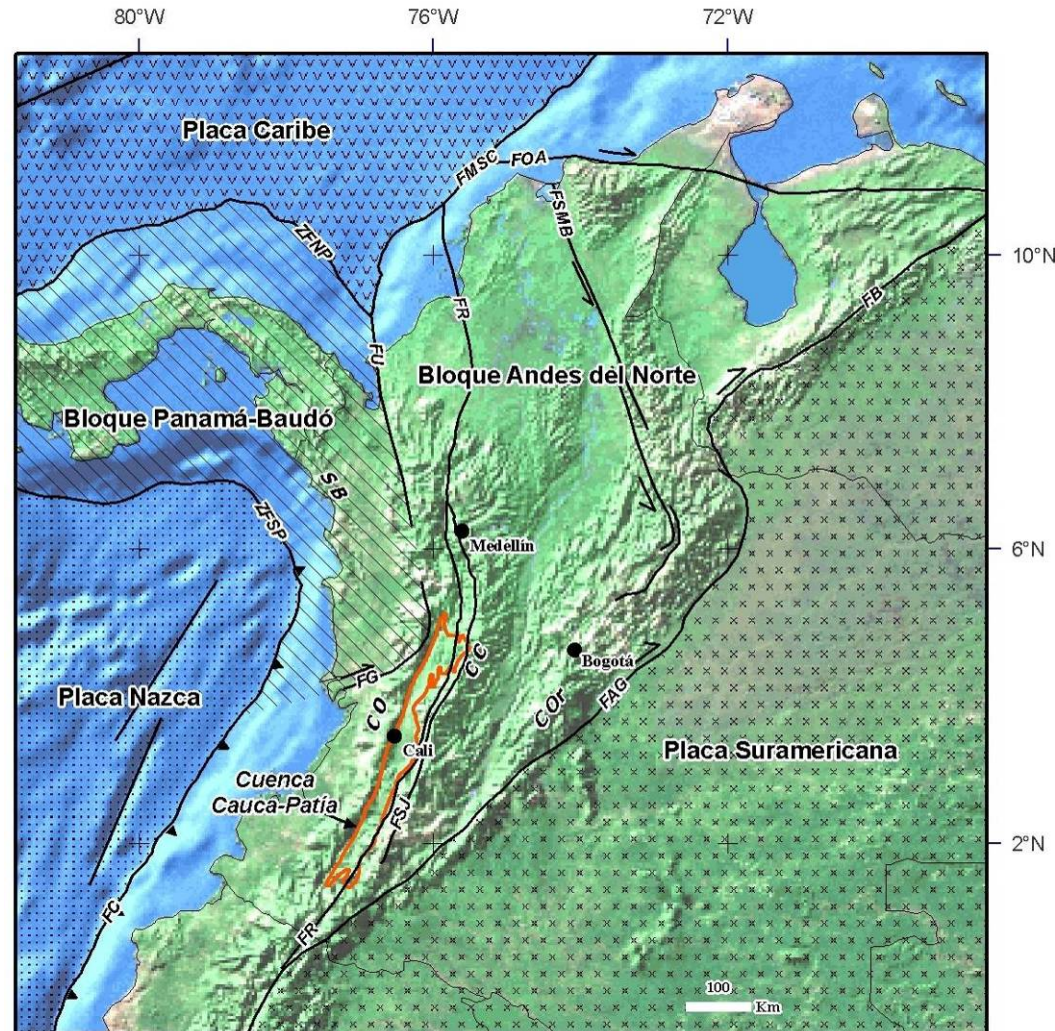 80°W
76°W
72°W
Placa Caribe
FMSC
FOA
FSMB
ZFNP
10°N
FR
FB
FU
Bloque Andes del Norte
Bloque Panamá-Baudó
SB
ZFSP
Medellín
6°N
Bogotá
FG
CC
Placa Nazca
CO
COr
FAG
Cali
Placa Suramericana
Cuenca
Cauca-Patía
FSJ
2°N
FC
FR
100
Km